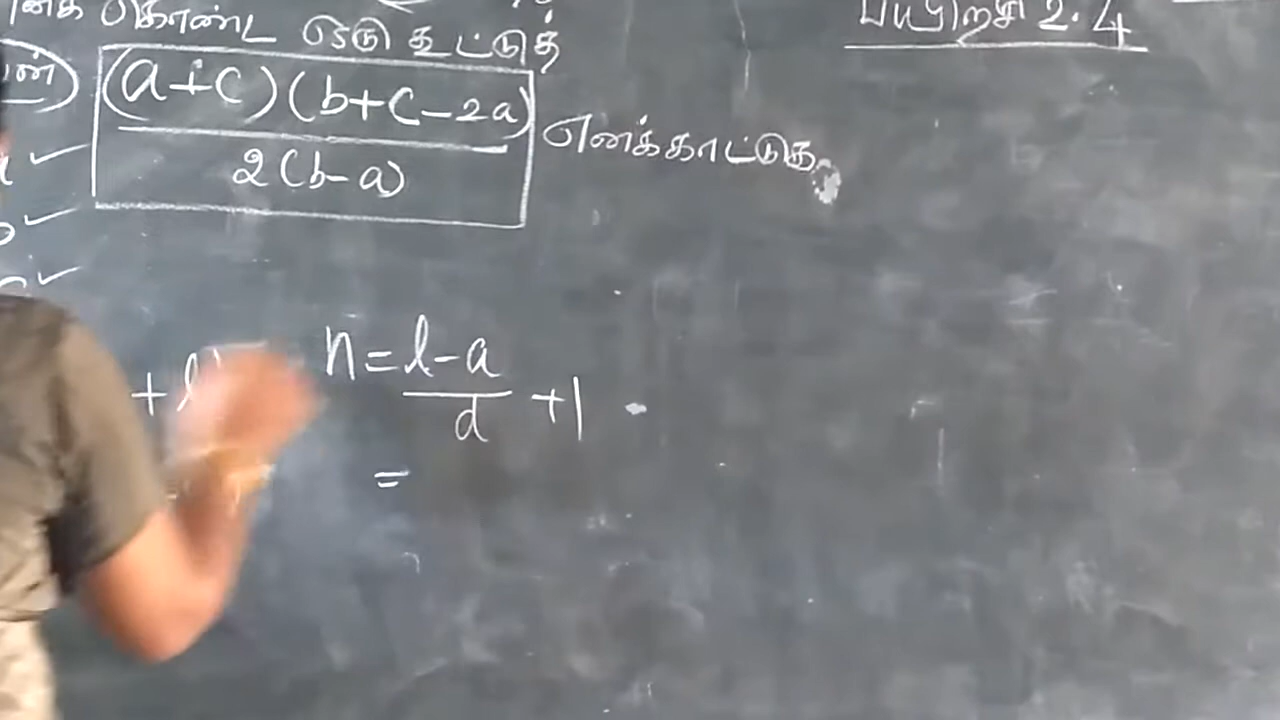 கொண்ட ஒரு கூட்டுத்
பயிற்சி 2.4
(a+c)(b+c-2a)
2(b-a)
எனக்காட்டுக
n = l-a
d
+1
+ l
=